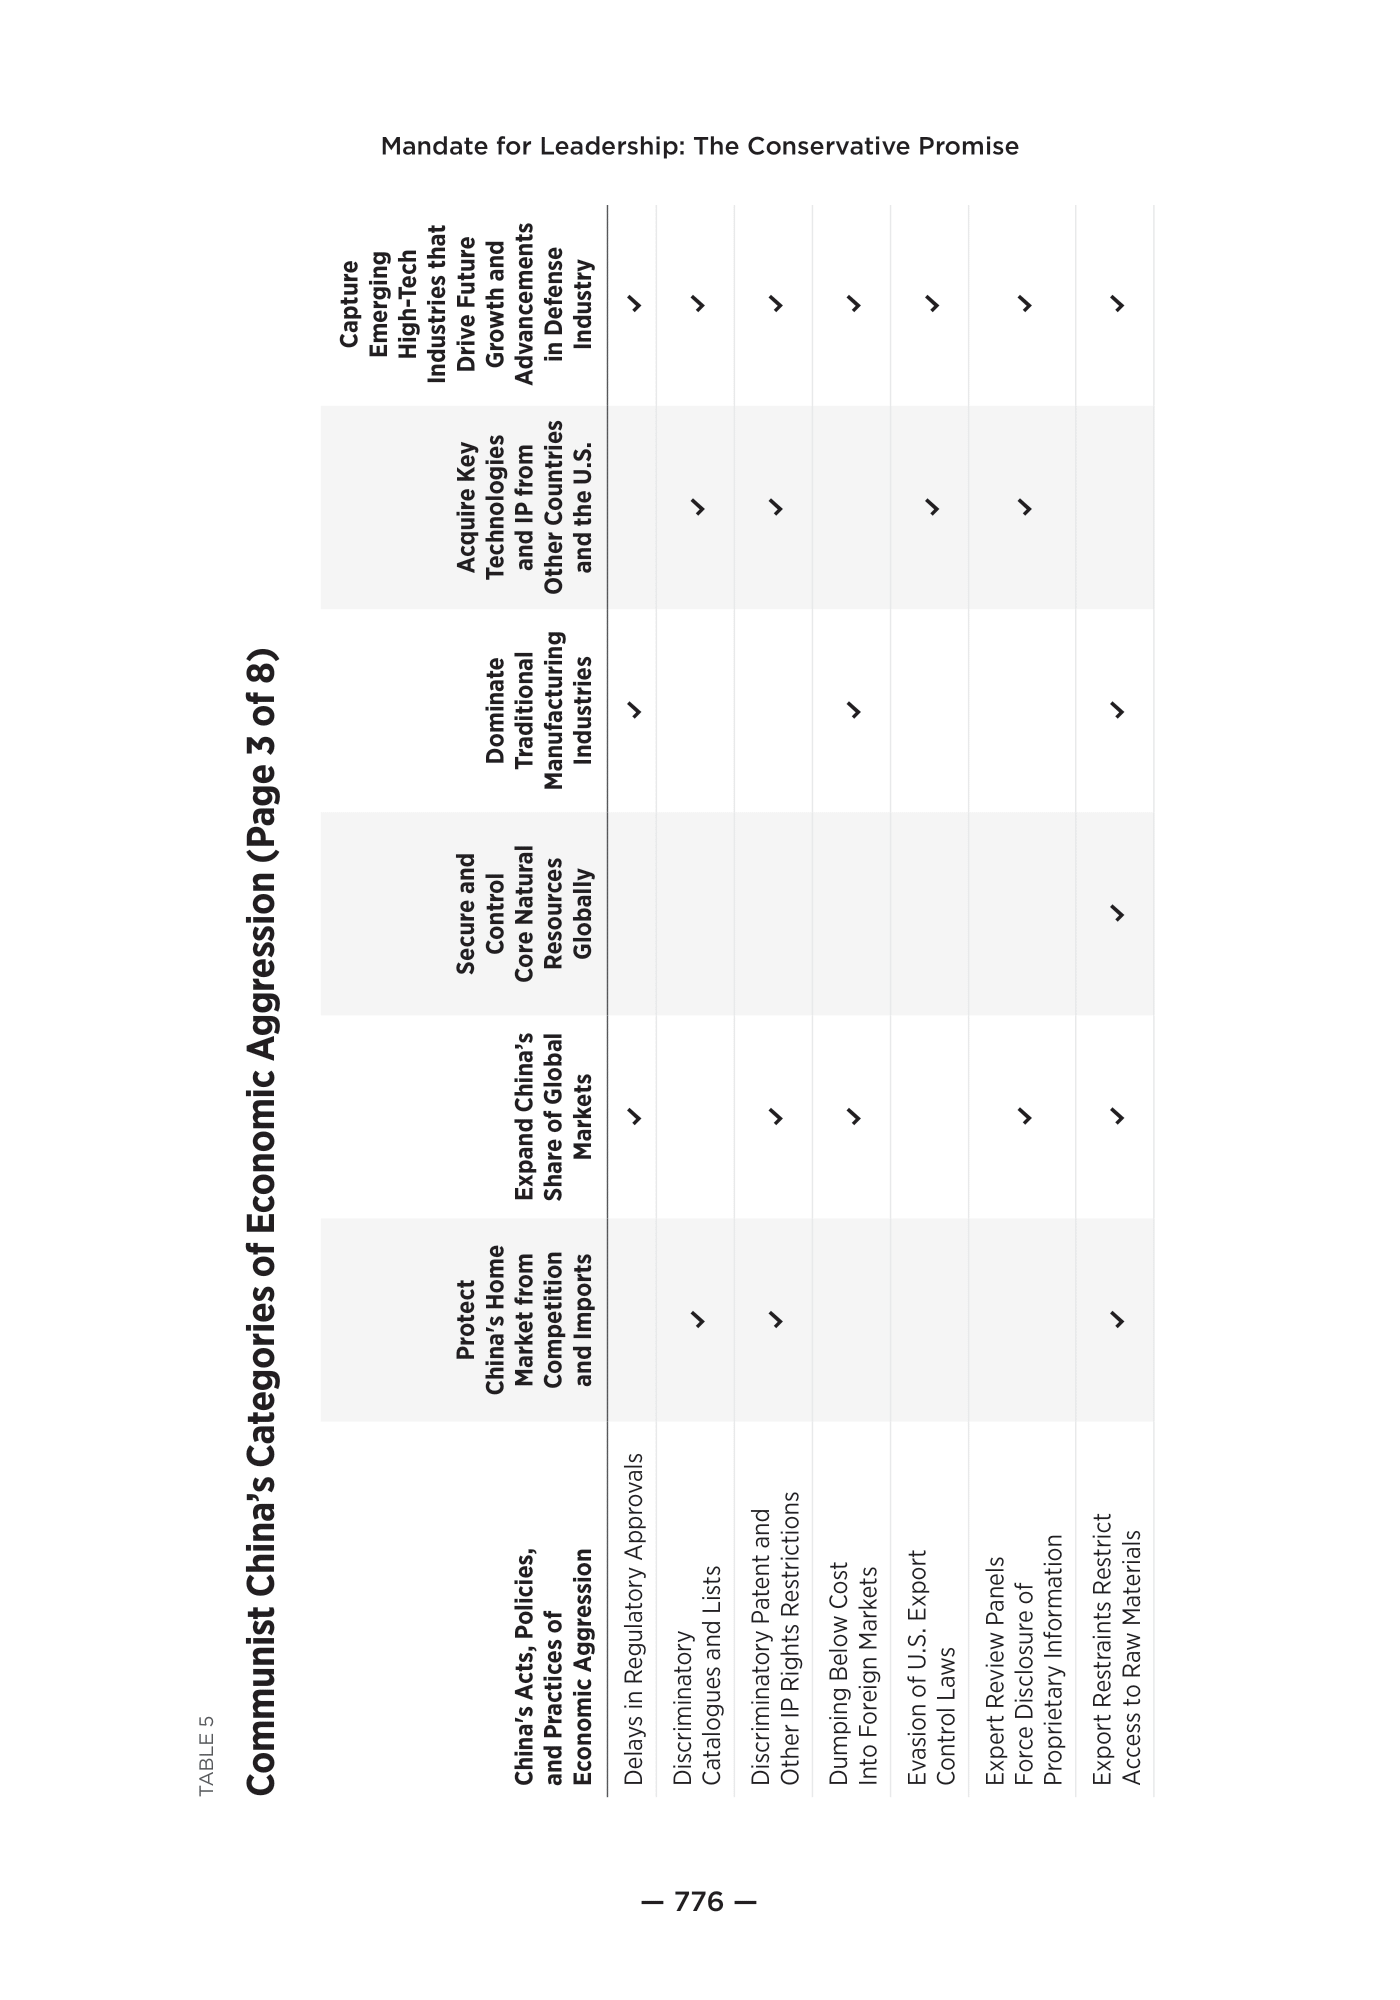 Mandate for Leadership: The Conservative Promise
TABLE 5
Communist China’s Categories of Economic Aggression (Page 3 of 8)
China’s Acts, Policies,
and Practices of
Economic Aggression
Protect
China’s Home
Market from
Competition
and Imports
Expand China’s
Share of Global
Markets
Secure and
Control
Core Natural
Resources
Globally
Dominate
Traditional
Manufacturing
Industries
Acquire Key
Technologies
and IP from
Other Countries
and the U.S.
Capture
Emerging
High-Tech
Industries that
Drive Future
Growth and
Advancements
in Defense
Industry
Delays in Regulatory Approvals ✓ ✓ ✓
Discriminatory
Catalogues and Lists ✓ ✓ ✓
Discriminatory Patent and
Other IP Rights Restrictions ✓ ✓ ✓ ✓
Dumping Below Cost
Into Foreign Markets ✓ ✓ ✓
Evasion of U.S. Export
Control Laws ✓ ✓
Expert Review Panels
Force Disclosure of
Proprietary Information ✓ ✓ ✓
Export Restraints Restrict
Access to Raw Materials ✓ ✓ ✓ ✓ ✓
— 776 —